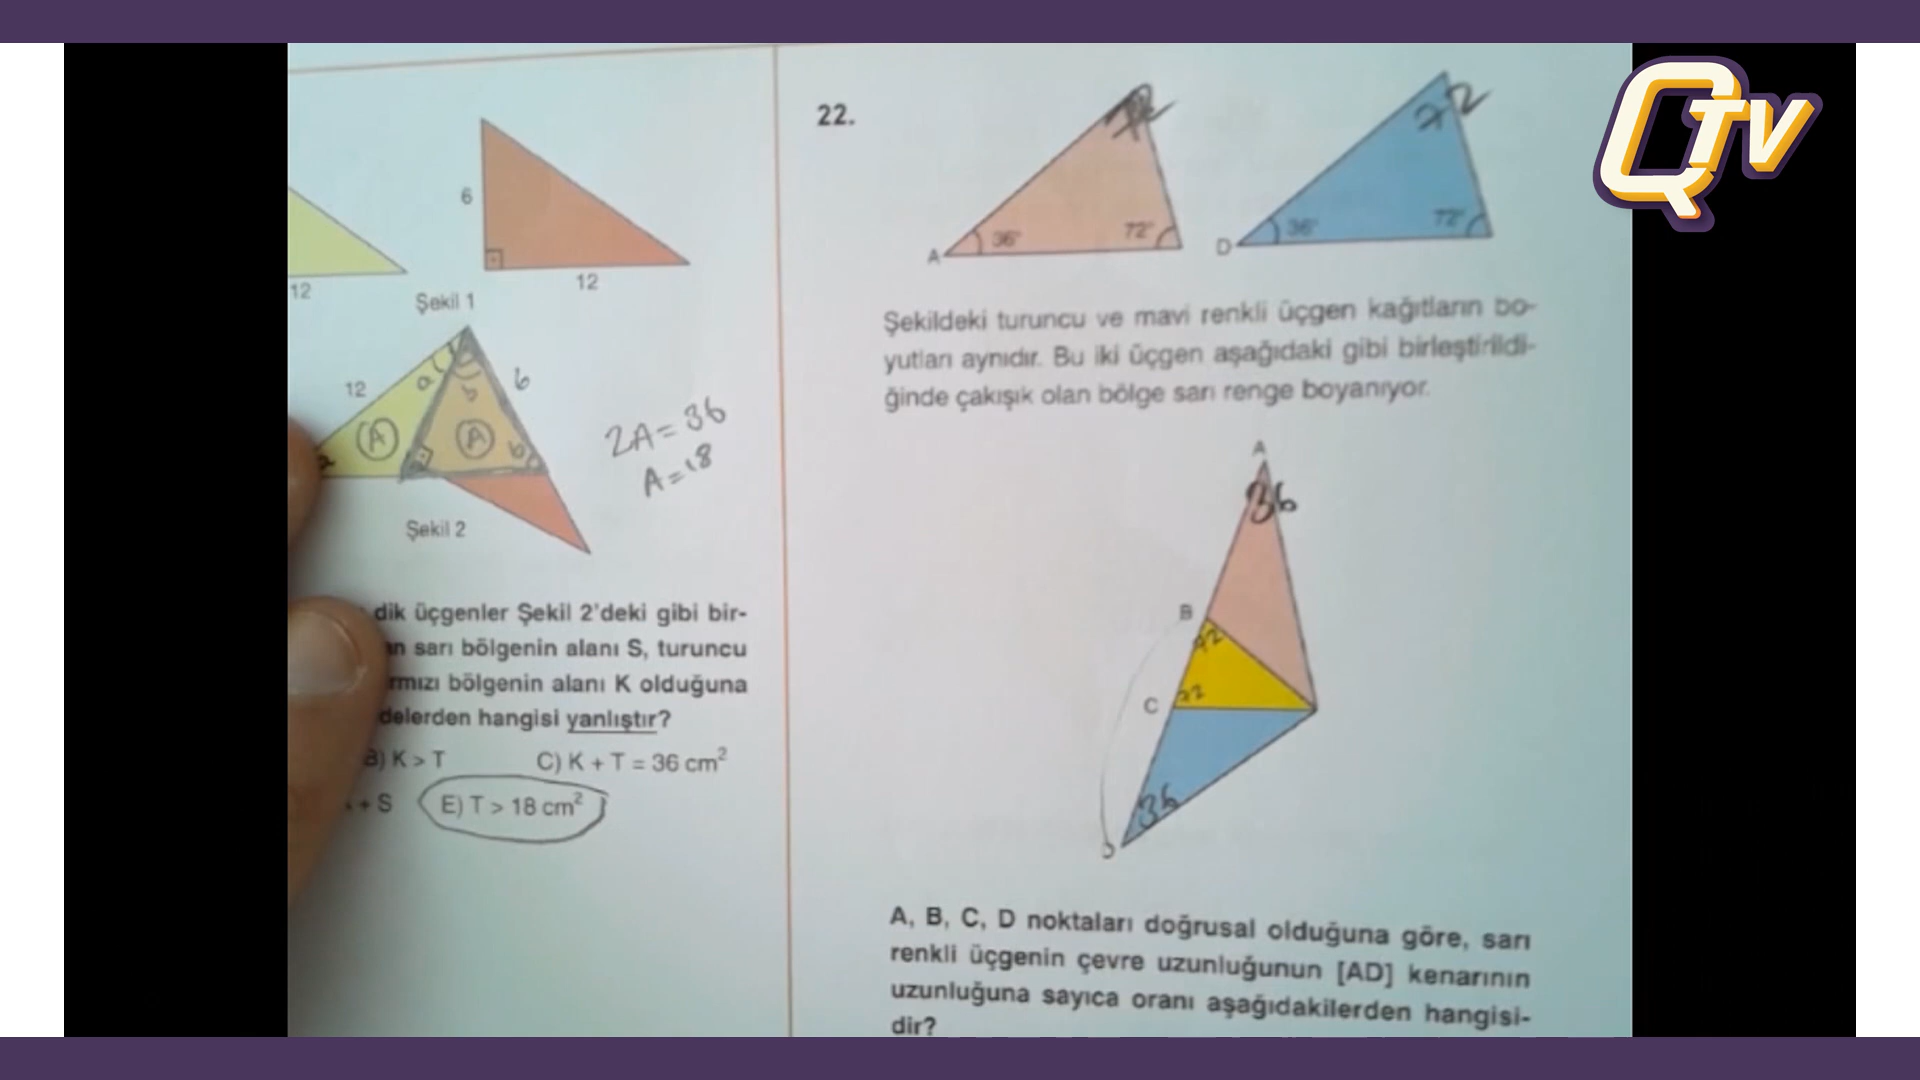 QTV
6
12
12
Şekil 1
12
a
b
b
a
A
A
b
2A = 36
A = 18
Şekil 2
dik üçgenler Şekil 2'deki gibi bir-
sarı bölgenin alanı S, turuncu
bölgenin alanı K olduğuna
hangisi yanlıştır?
B) K > T
C) K + T = 36 cm²
+ S
E) T > 18 cm²
22.
72
72
A
36°
72°
D
36°
72°
Şekildeki turuncu ve mavi renkli üçgen kağıtların bo-
yutları aynıdır. Bu iki üçgen aşağıdaki gibi birleştirildi-
ğinde çakışık olan bölge sarı renge boyanıyor.
A
36
B
72
C
72
36
D
A, B, C, D noktaları doğrusal olduğuna göre, sarı
renkli üçgenin çevre uzunluğunun [AD] kenarının
uzunluğuna sayıca oranı aşağıdakilerden hangisi-
dir?